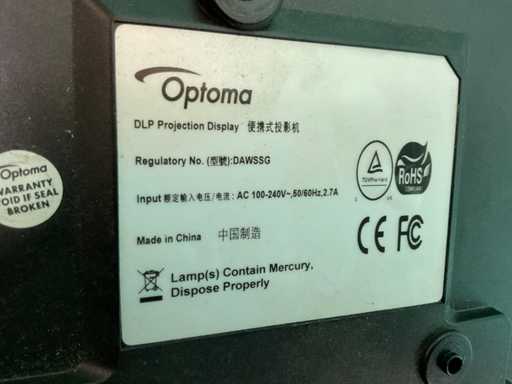 Optoma
DLP Projection Display 便携式投影机
Regulatory No. (型號):DAWSSG
Input 额定输入电压/电流: AC 100-240V~,50/60Hz,2.7A
Made in China 中国制造
Lamp(s) Contain Mercury,
Dispose Properly
RoHS
CE FC
Optoma
WARRANTY
VOID IF SEAL
BROKEN